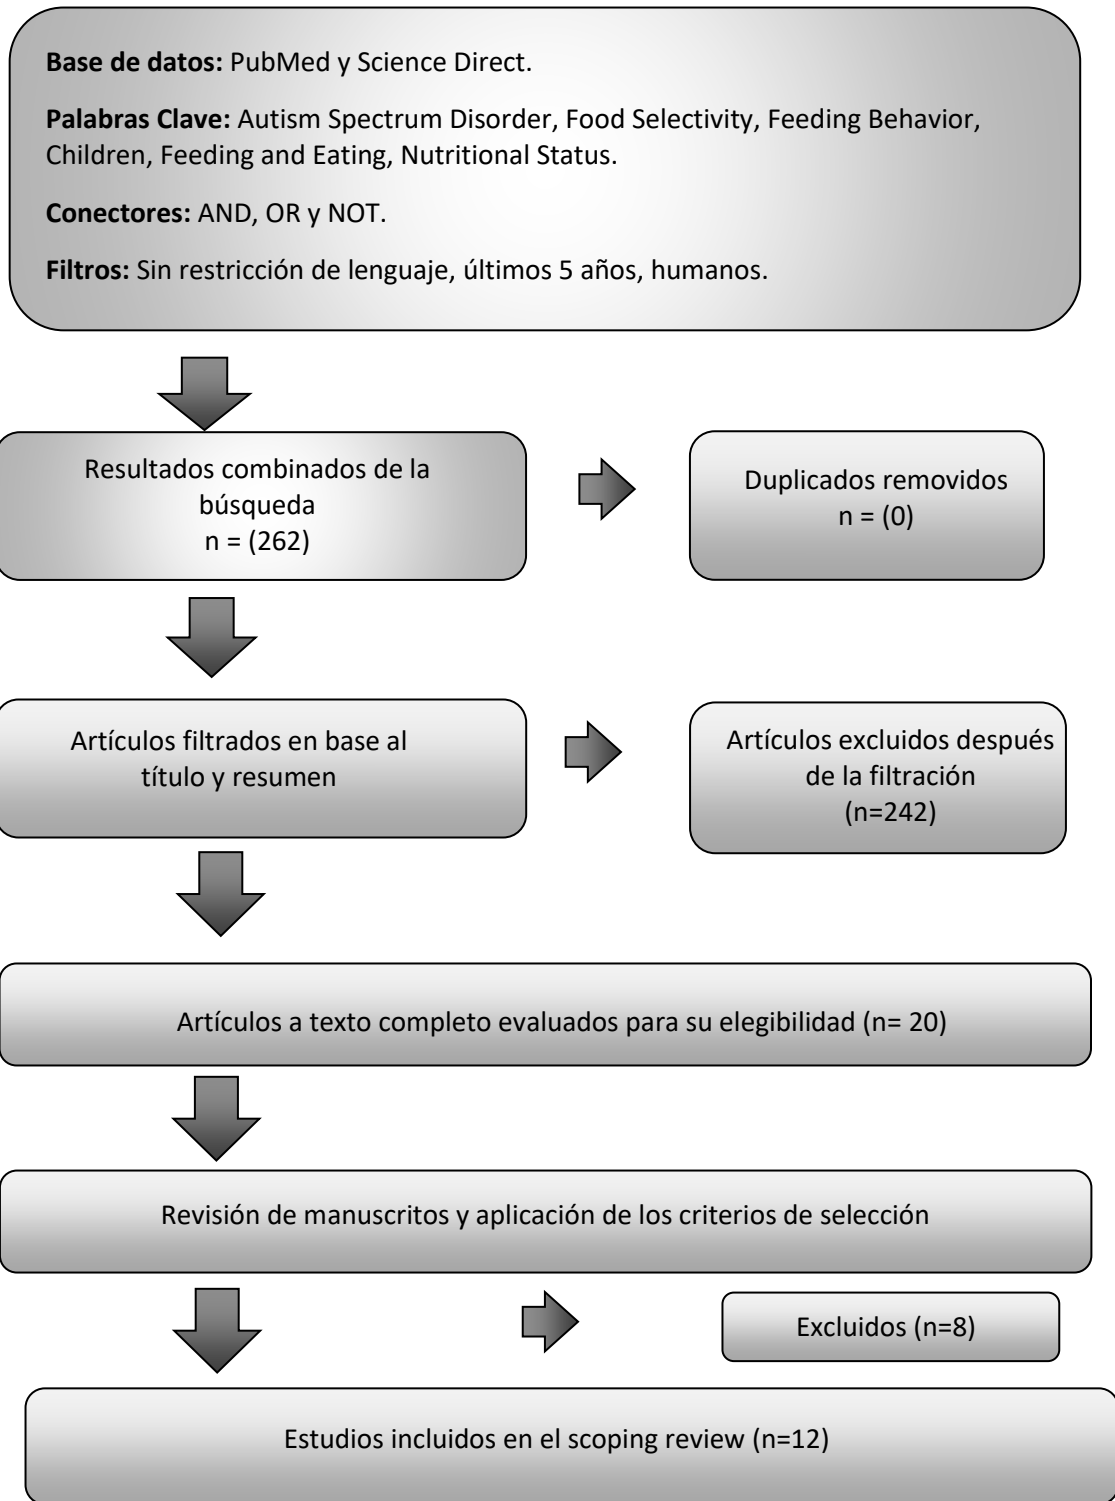 Base de datos: PubMed y Science Direct.
Palabras Clave: Autism Spectrum Disorder, Food Selectivity, Feeding Behavior,
Children, Feeding and Eating, Nutritional Status.
Conectores: AND, OR y NOT.
Filtros: Sin restricción de lenguaje, últimos 5 años, humanos.
Resultados combinados de la
búsqueda
n = (262)
Duplicados removidos
n = (0)
Artículos filtrados en base al
título y resumen
Artículos excluidos después
de la filtración
(n=242)
Artículos a texto completo evaluados para su elegibilidad (n= 20)
Revisión de manuscritos y aplicación de los criterios de selección
Excluidos (n=8)
Estudios incluidos en el scoping review (n=12)